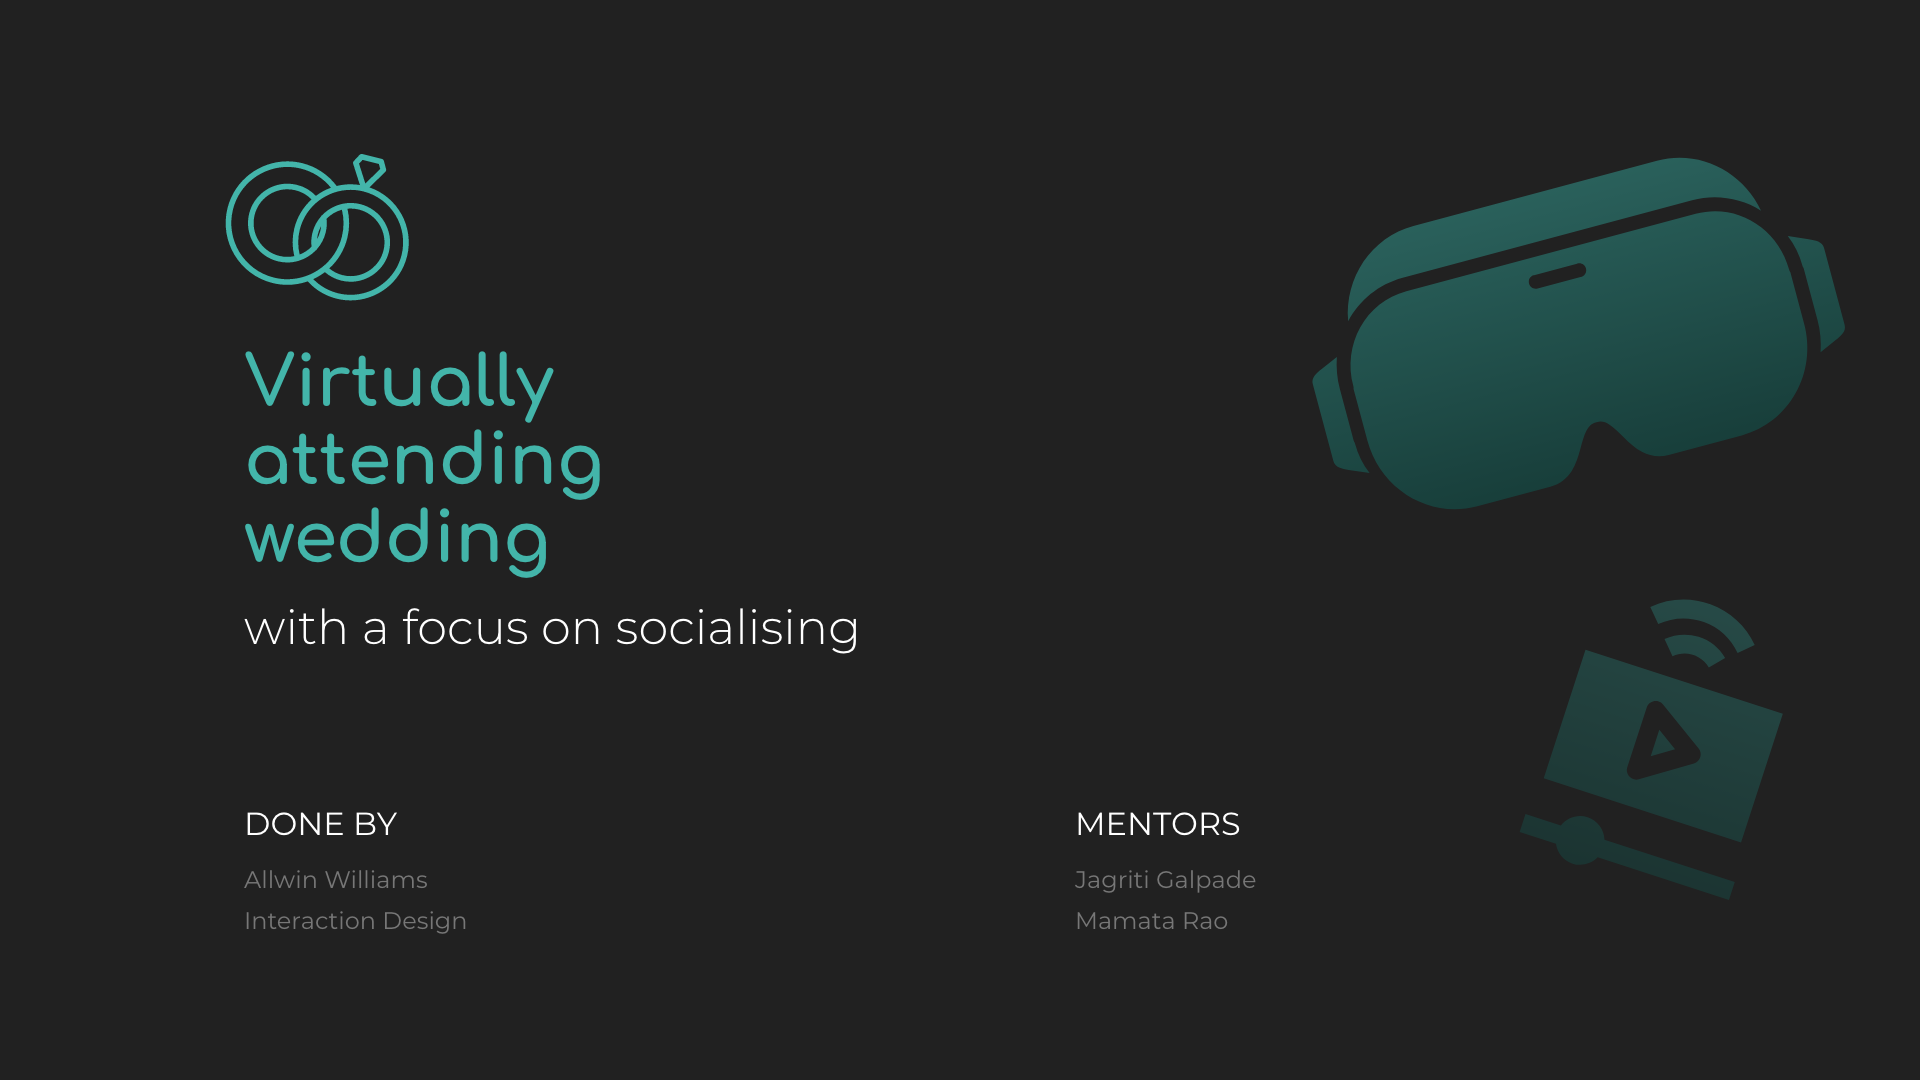 Virtually
attending
wedding
with a focus on socialising
DONE BY
Allwin Williams
Interaction Design
MENTORS
Jagriti Galpade
Mamata Rao